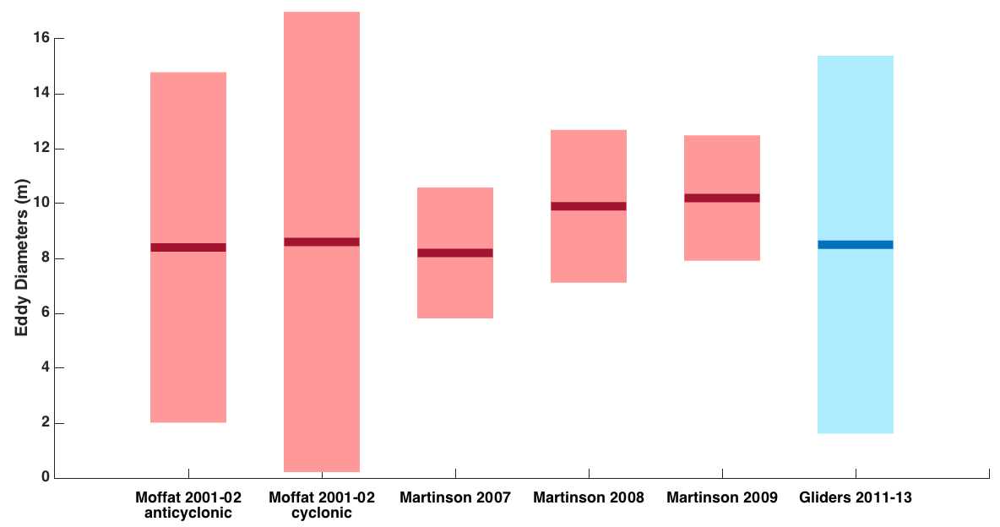 Eddy Diameters (m)
16
14
12
10
8
6
4
2
0
Moffat 2001-02
anticyclonic
Moffat 2001-02
cyclonic
Martinson 2007
Martinson 2008
Martinson 2009
Gliders 2011-13